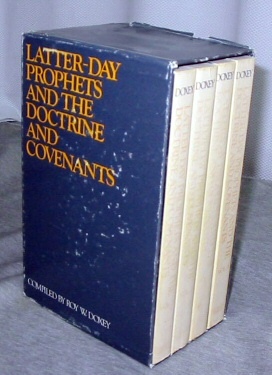 LATTER-DAY
PROPHETS
AND THE
DOCTRINE
AND
COVENANTS
COMPILED BY ROY W. DOXEY
DOXEY
DOXEY
DOXEY
DOXEY